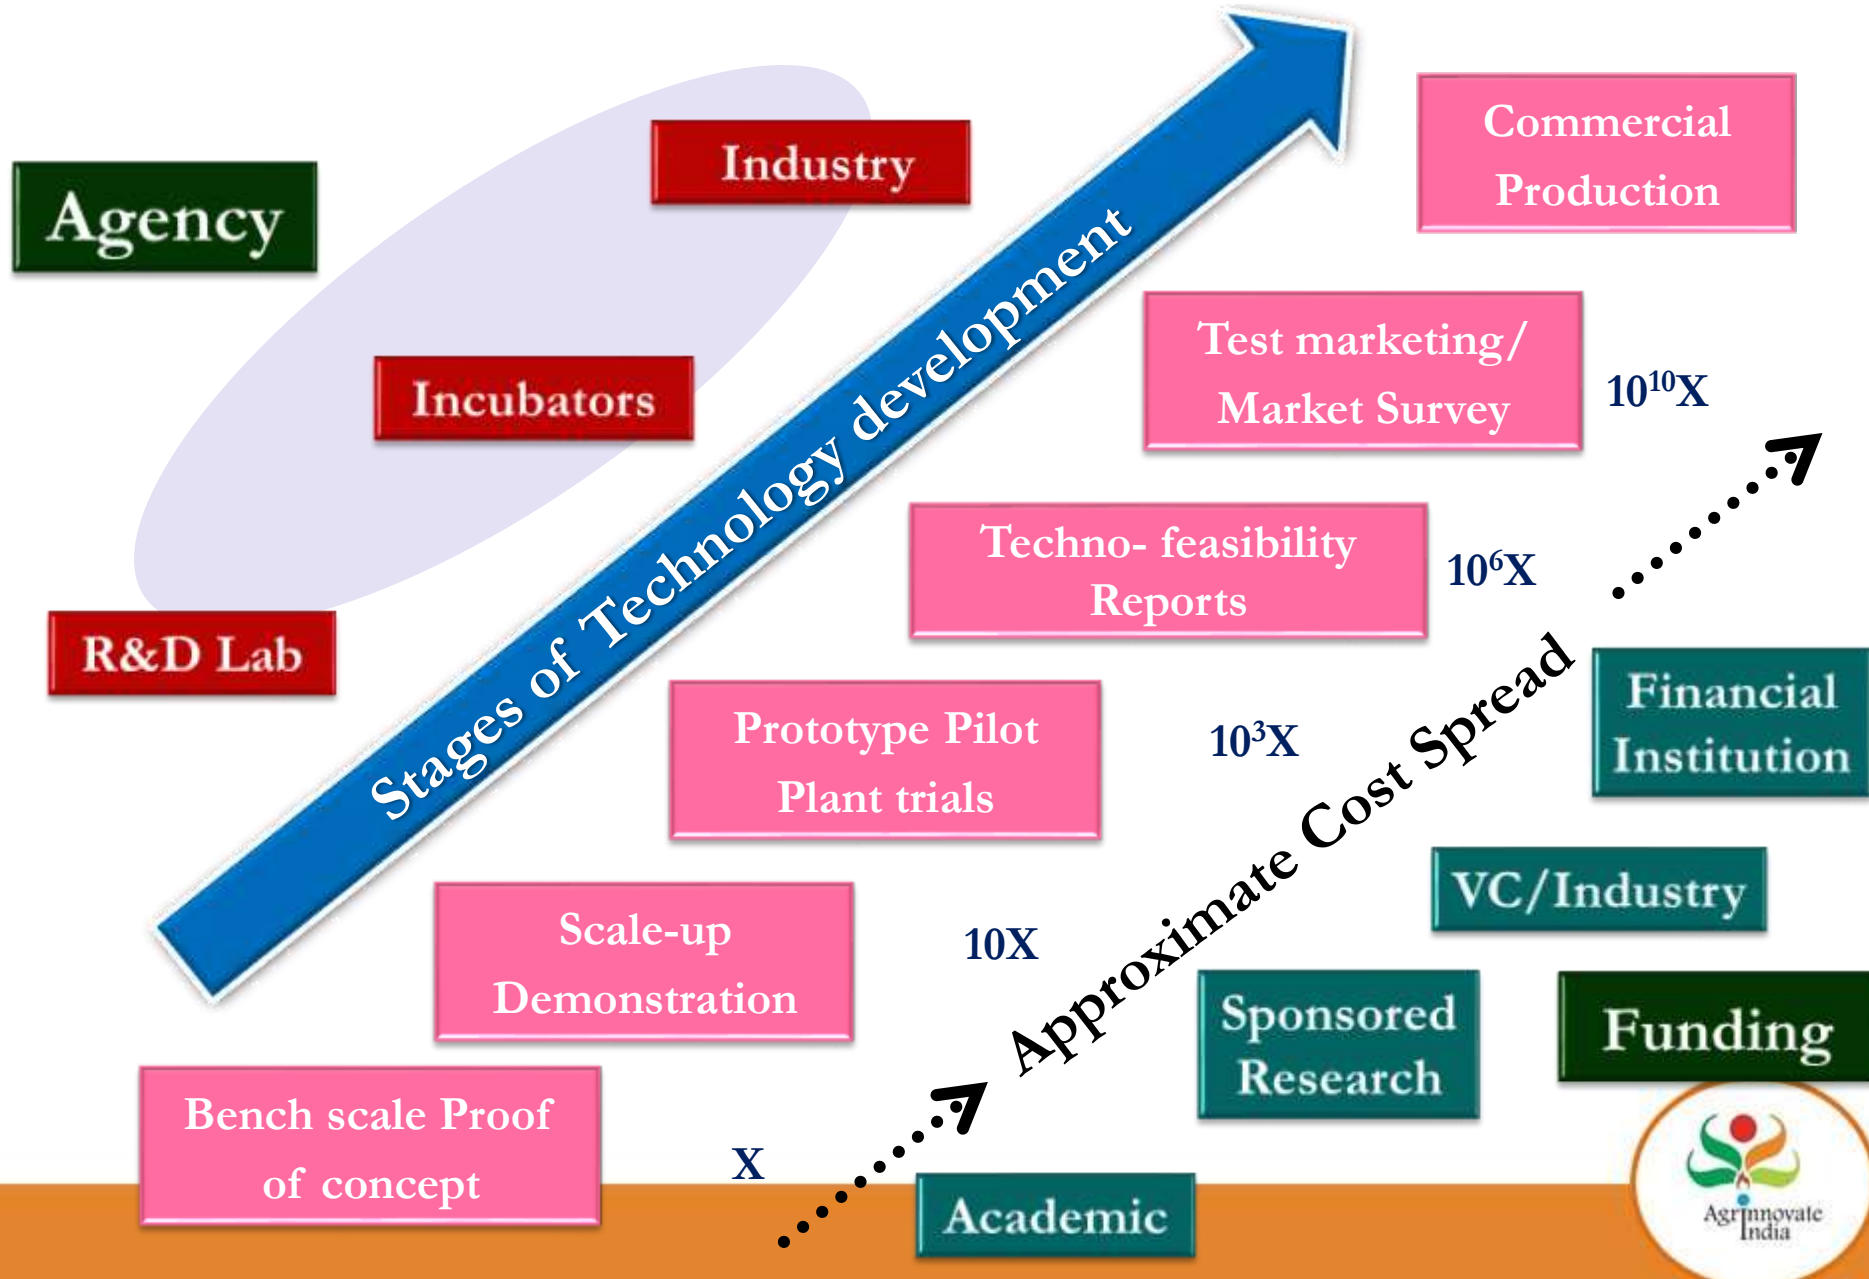 Industry
Commercial
Production
Agency
Stages of Technology development
Test marketing/
Market Survey
10¹⁰X
Incubators
Techno- feasibility
Reports
10⁶X
R&D Lab
Prototype Pilot
Plant trials
10³X
Approximate Cost Spread
Financial
Institution
VC/Industry
Scale-up
Demonstration
10X
Sponsored
Research
Funding
Bench scale Proof
of concept
X
Academic
Agrinnovate
India